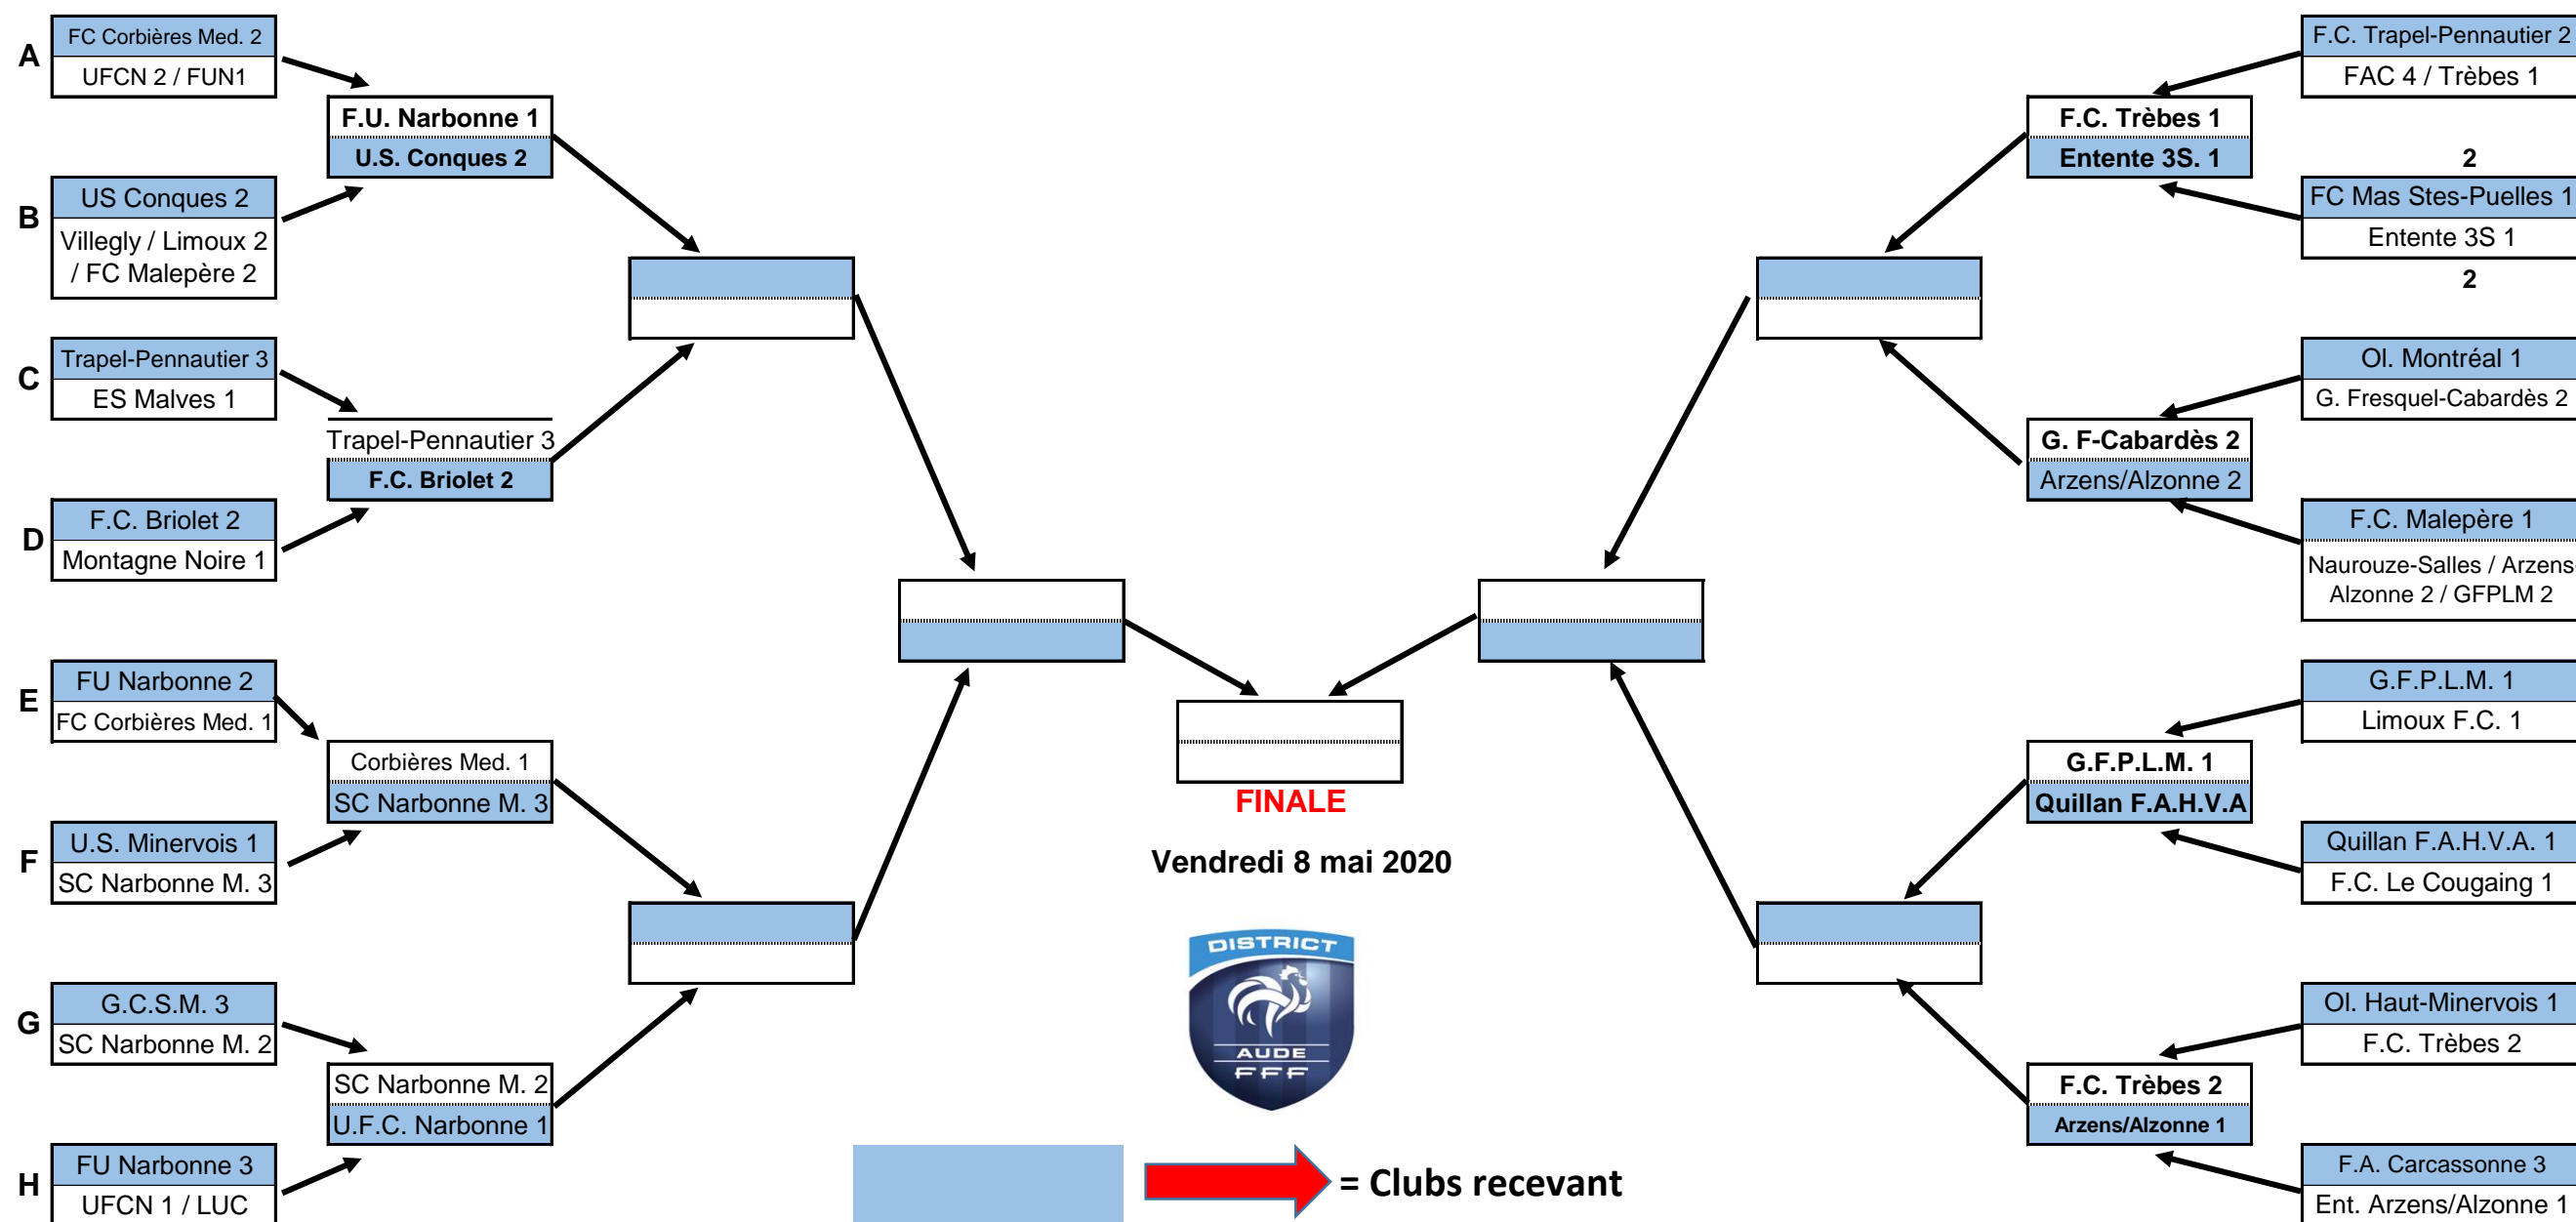 A
FC Corbières Med. 2
UFCN 2 / FUN1
B
US Conques 2
Villegly / Limoux 2
/ FC Malepère 2
C
Trapel-Pennautier 3
ES Malves 1
D
F.C. Briolet 2
Montagne Noire 1
E
FU Narbonne 2
FC Corbières Med. 1
F
U.S. Minervois 1
SC Narbonne M. 3
G
G.C.S.M. 3
SC Narbonne M. 2
H
FU Narbonne 3
UFCN 1 / LUC
F.U. Narbonne 1
U.S. Conques 2
Trapel-Pennautier 3
F.C. Briolet 2
Corbières Med. 1
SC Narbonne M. 3
SC Narbonne M. 2
U.F.C. Narbonne 1
FINALE
Vendredi 8 mai 2020
DISTRICT
AUDE
FFF
= Clubs recevant
F.C. Trèbes 1
Entente 3S. 1
G. F-Cabardès 2
Arzens/Alzonne 2
G.F.P.L.M. 1
Quillan F.A.H.V.A
F.C. Trèbes 2
Arzens/Alzonne 1
F.C. Trapel-Pennautier 2
FAC 4 / Trèbes 1
2
FC Mas Stes-Puelles 1
Entente 3S 1
2
Ol. Montréal 1
G. Fresquel-Cabardès 2
F.C. Malepère 1
Naurouze-Salles / Arzens-
Alzonne 2 / GFPLM 2
G.F.P.L.M. 1
Limoux F.C. 1
Quillan F.A.H.V.A. 1
F.C. Le Cougaing 1
Ol. Haut-Minervois 1
F.C. Trèbes 2
F.A. Carcassonne 3
Ent. Arzens/Alzonne 1